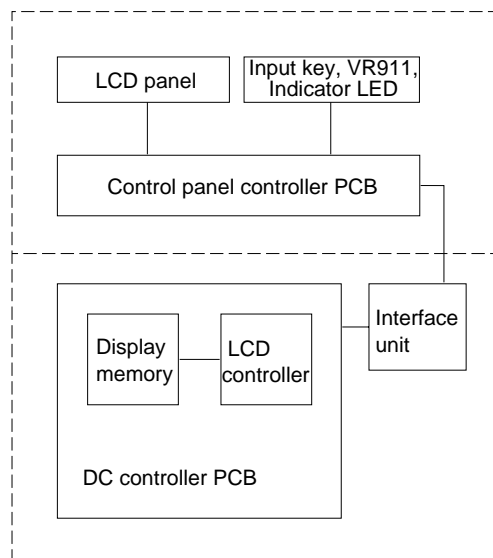 LCD panel
Input key, VR911,
Indicator LED
Control panel controller PCB
Display
memory
LCD
controller
Interface
unit
DC controller PCB